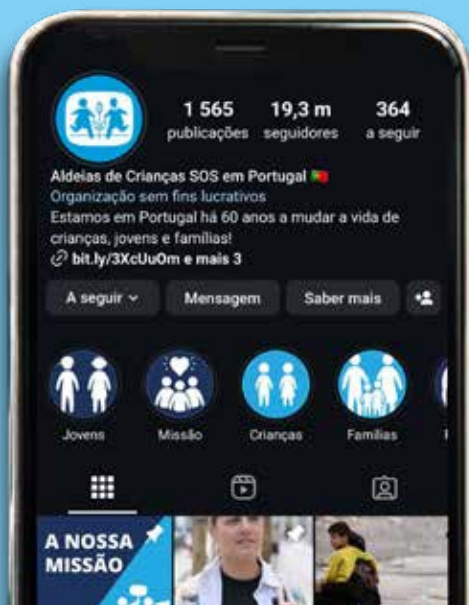 1 565 19,3 m 364
publicações seguidores a seguir
Aldeias de Crianças SOS em Portugal
Organização sem fins lucrativos
Estamos em Portugal há 60 anos a mudar a vida de
crianças, jovens e famílias!
bit.ly/3XcUuOm e mais 3
A seguir Mensagem Saber mais
Jovens Missão Crianças Famílias
A NOSSA
MISSÃO